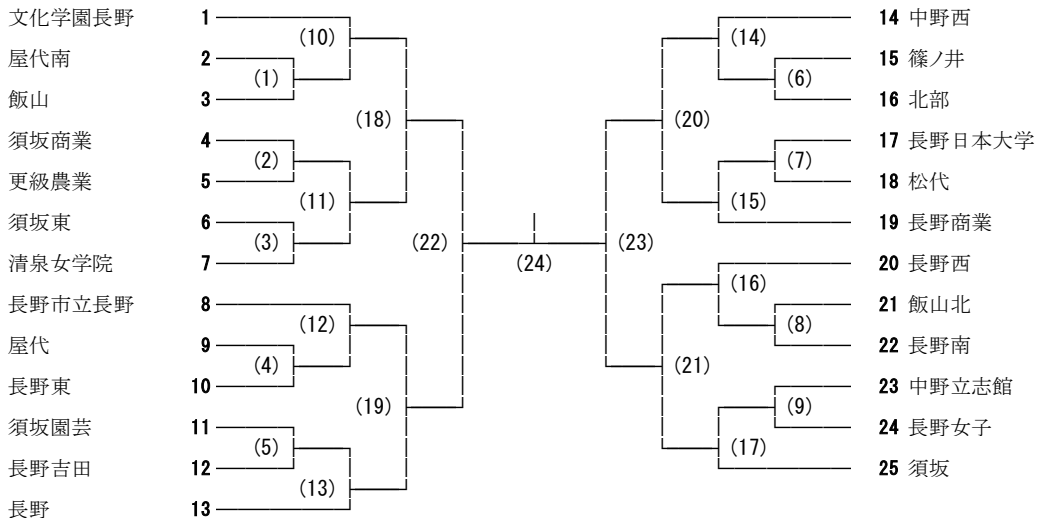 文化学園長野 1
屋代南 2
飯山 3
須坂商業 4
更級農業 5
須坂東 6
清泉女学院 7
長野市立長野 8
屋代 9
長野東 10
須坂園芸 11
長野吉田 12
長野 13
(10)
(1)
(18)
(2)
(11)
(3)
(22)
(12)
(4)
(19)
(5)
(13)
(24)
(14)
(6)
(20)
(7)
(15)
(23)
(16)
(8)
(21)
(9)
(17)
14 中野西
15 篠ノ井
16 北部
17 長野日本大学
18 松代
19 長野商業
20 長野西
21 飯山北
22 長野南
23 中野立志館
24 長野女子
25 須坂